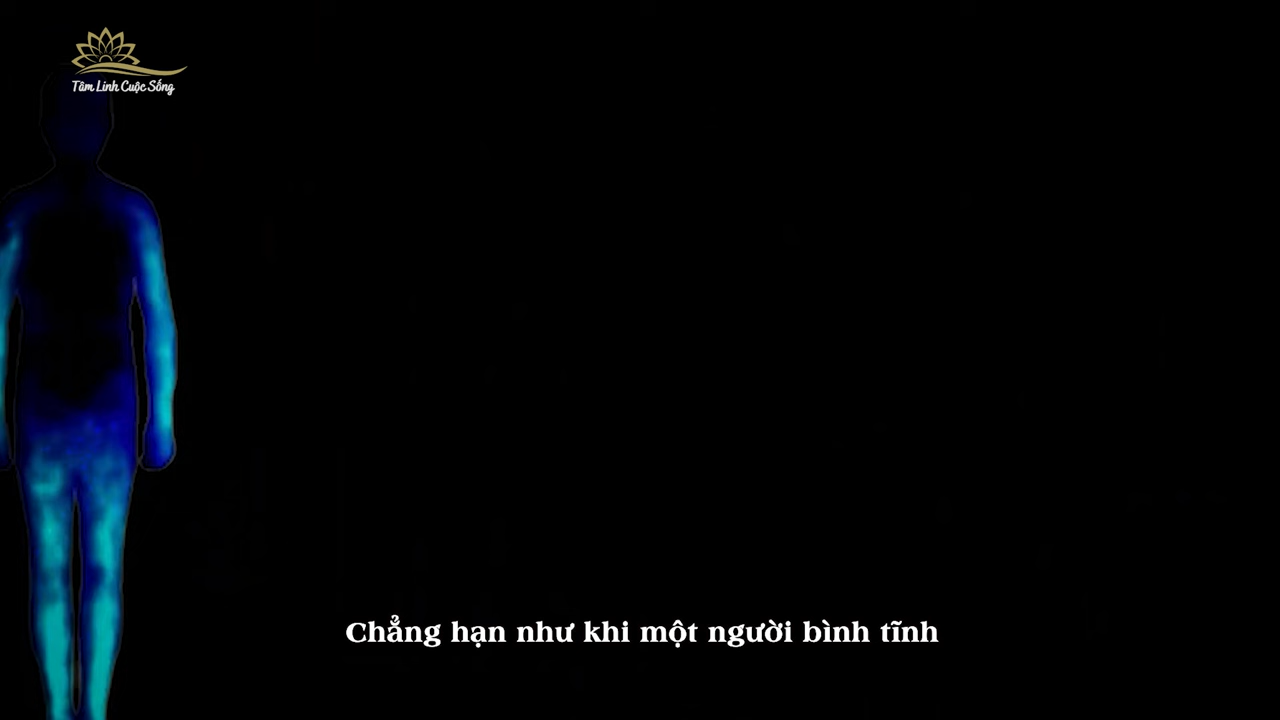 Tâm Linh Cuộc Sống
Chẳng hạn như khi một người bình tĩnh